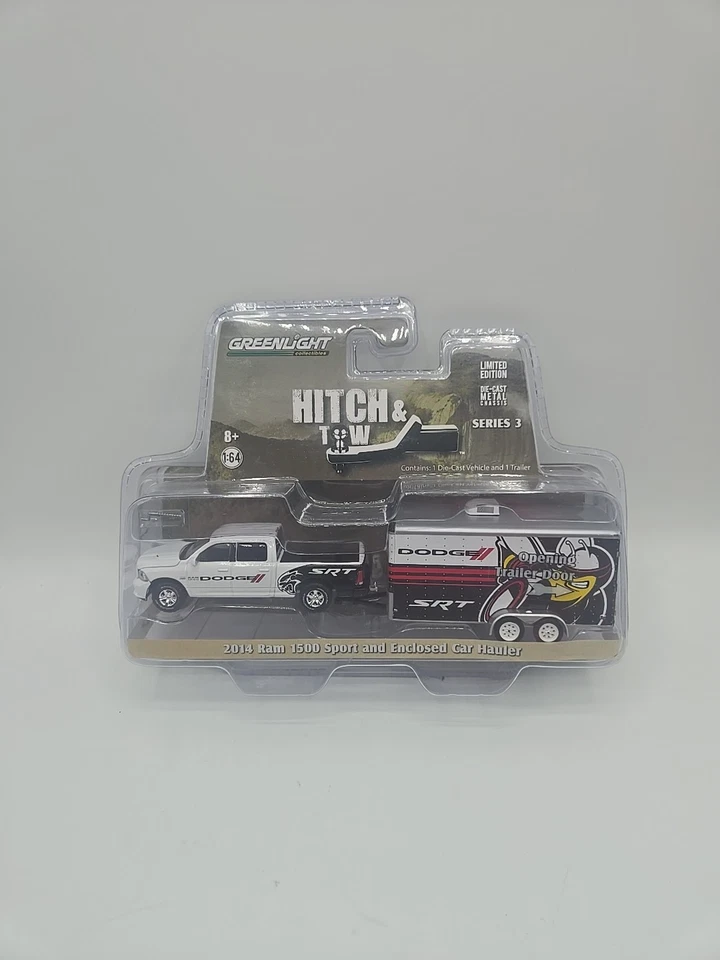 GREENLiGHT
collectibles
LIMITED
EDITION
DIE-CAST
METAL
CHASSIS
HITCH &
TOW
SERIES 3
8+
1:64
Contains: 1 Die-Cast Vehicle and 1 Trailer
DODGE//
SRT
DODGE//
SRT
Opening
Trailer Door
2014 Ram 1500 Sport and Enclosed Car Hauler